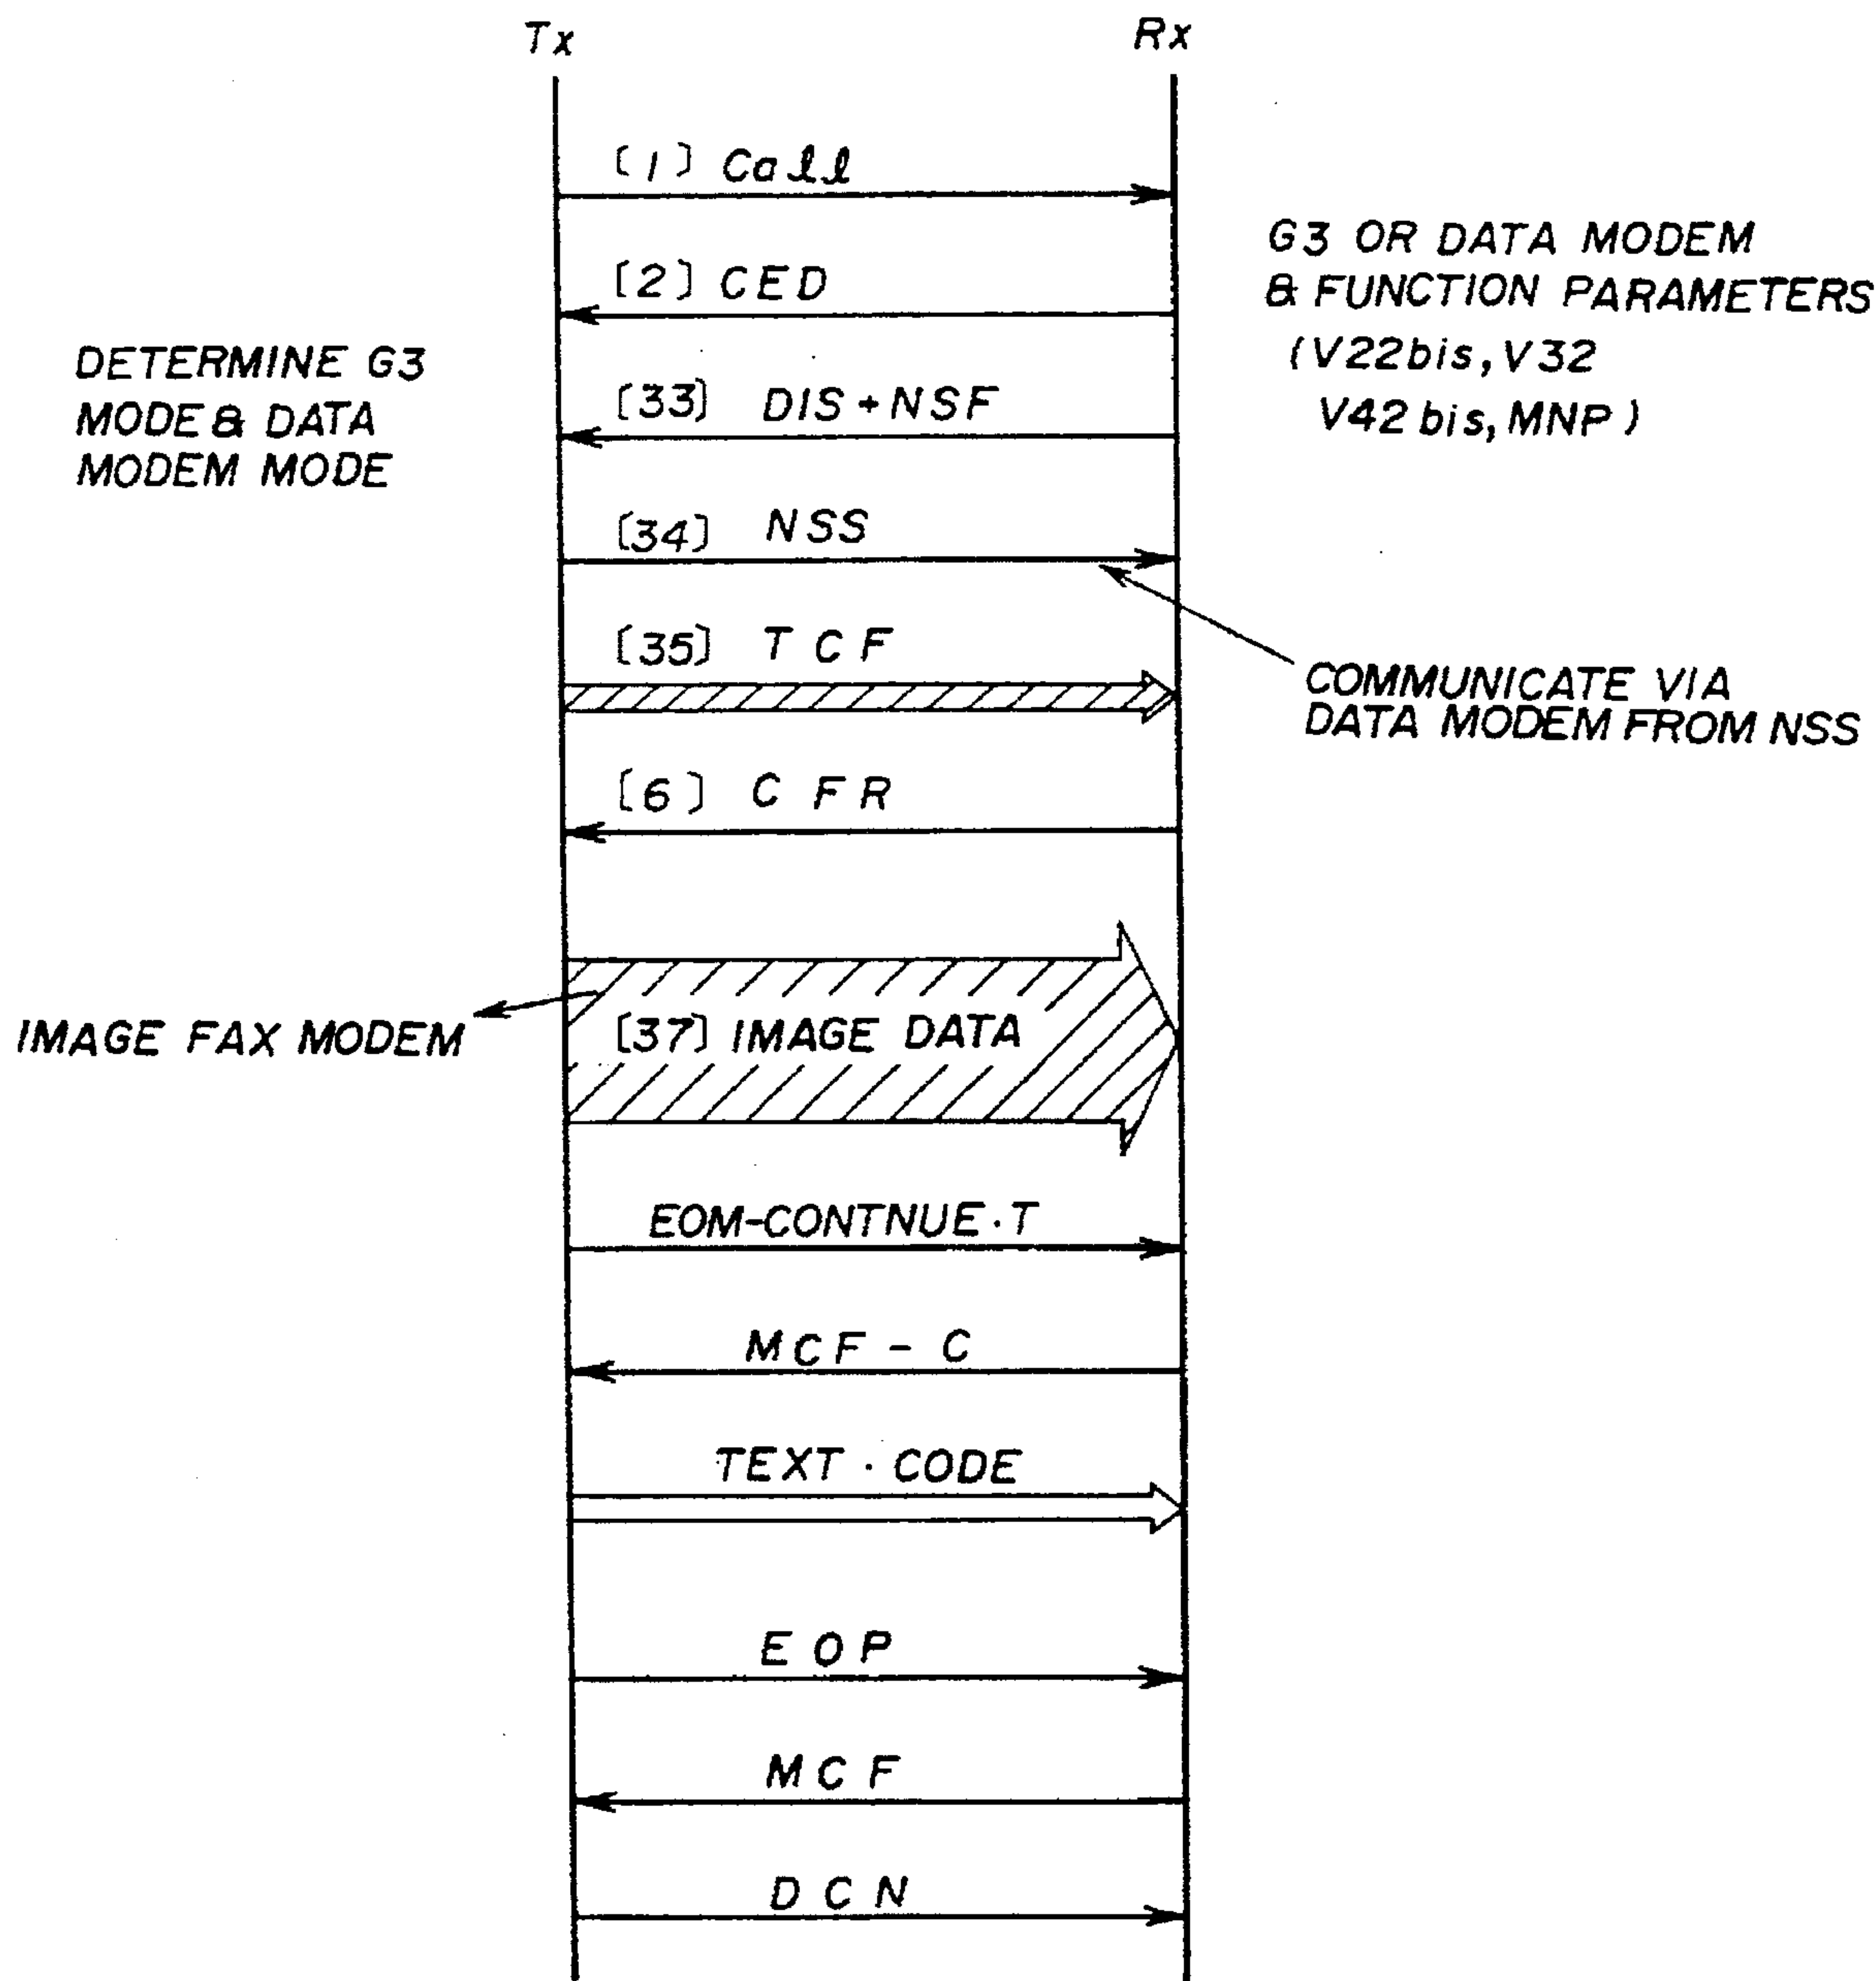 Tx
Rx
[1] Call
G3 OR DATA MODEM
& FUNCTION PARAMETERS
(V22bis, V32
V42 bis, MNP)
[2] CED
DETERMINE G3
MODE & DATA
MODEM MODE
[33] DIS+NSF
[34] NSS
[35] TCF
COMMUNICATE VIA
DATA MODEM FROM NSS
[6] CFR
IMAGE FAX MODEM
[37] IMAGE DATA
EOM-CONTNUE·T
MCF-C
TEXT·CODE
EOP
MCF
DCN